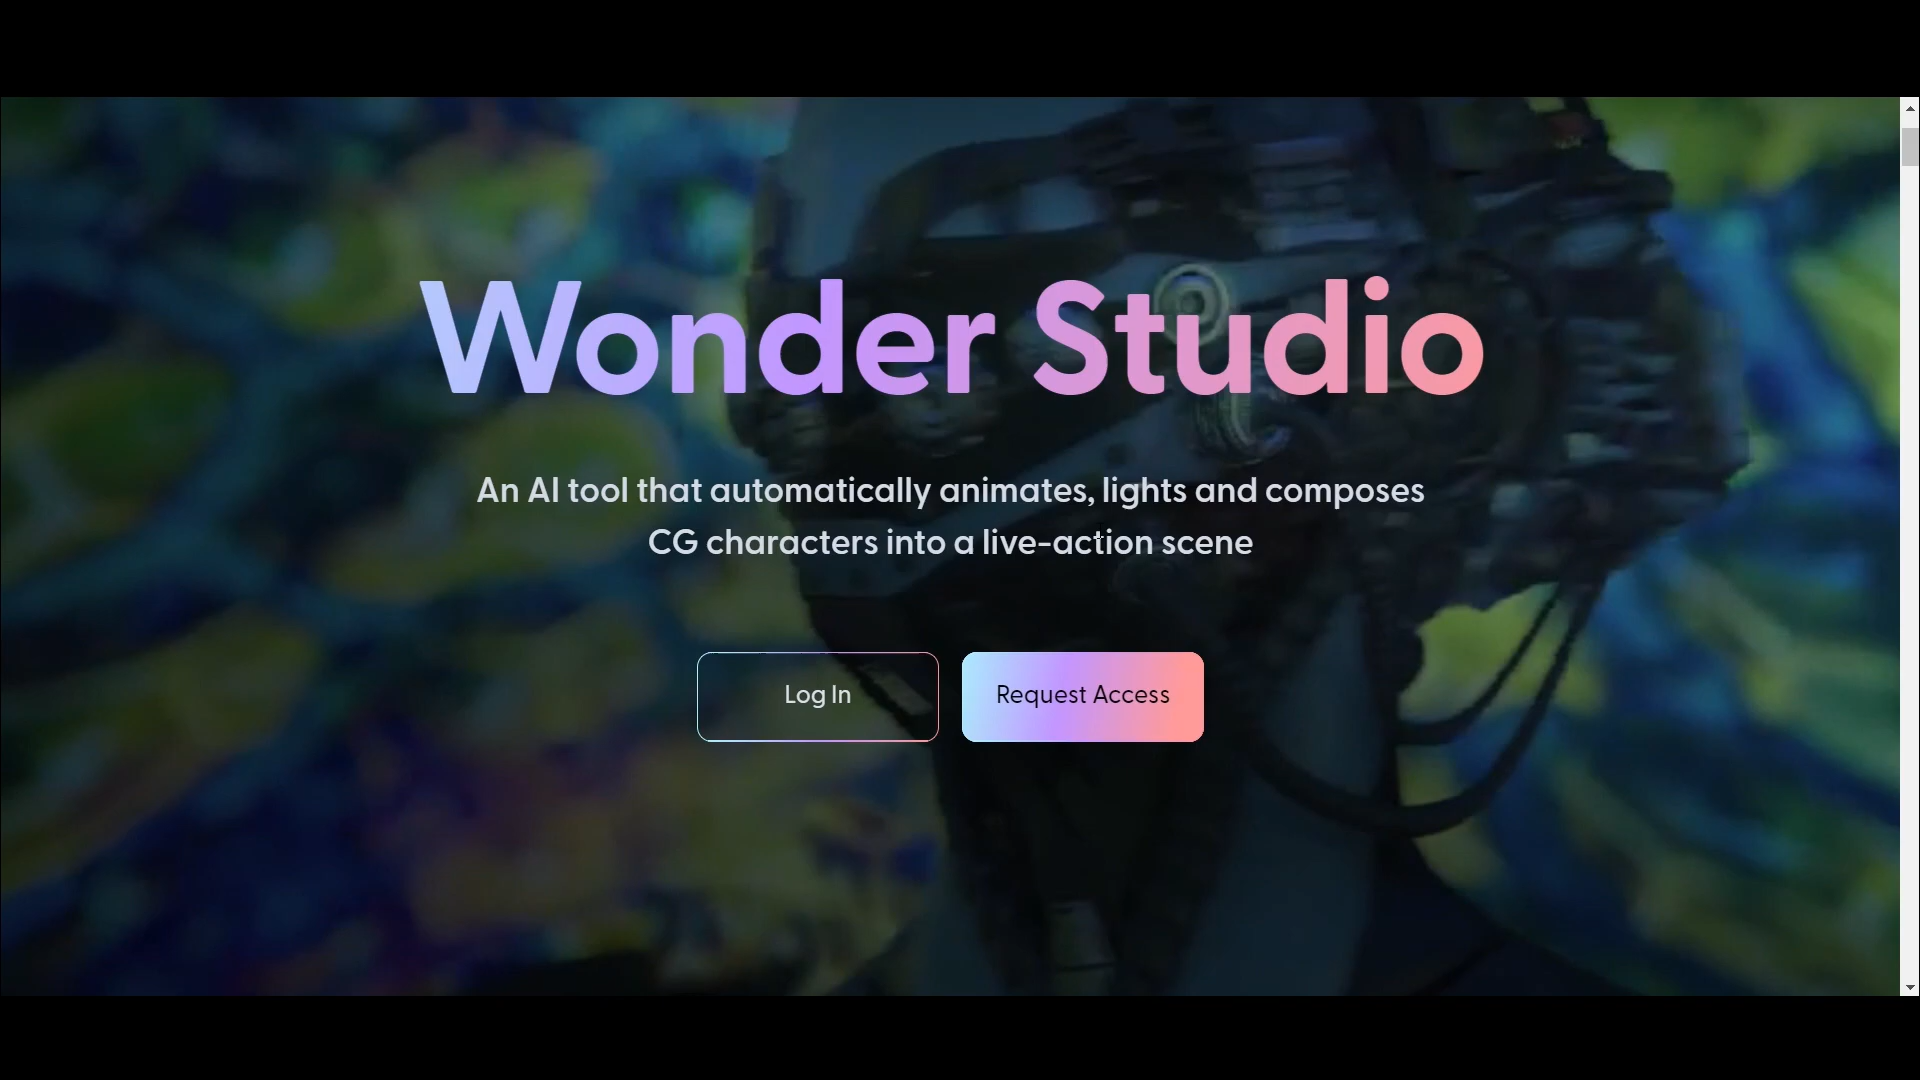 Wonder Studio
An AI tool that automatically animates, lights and composes
CG characters into a live-action scene
Log In
Request Access